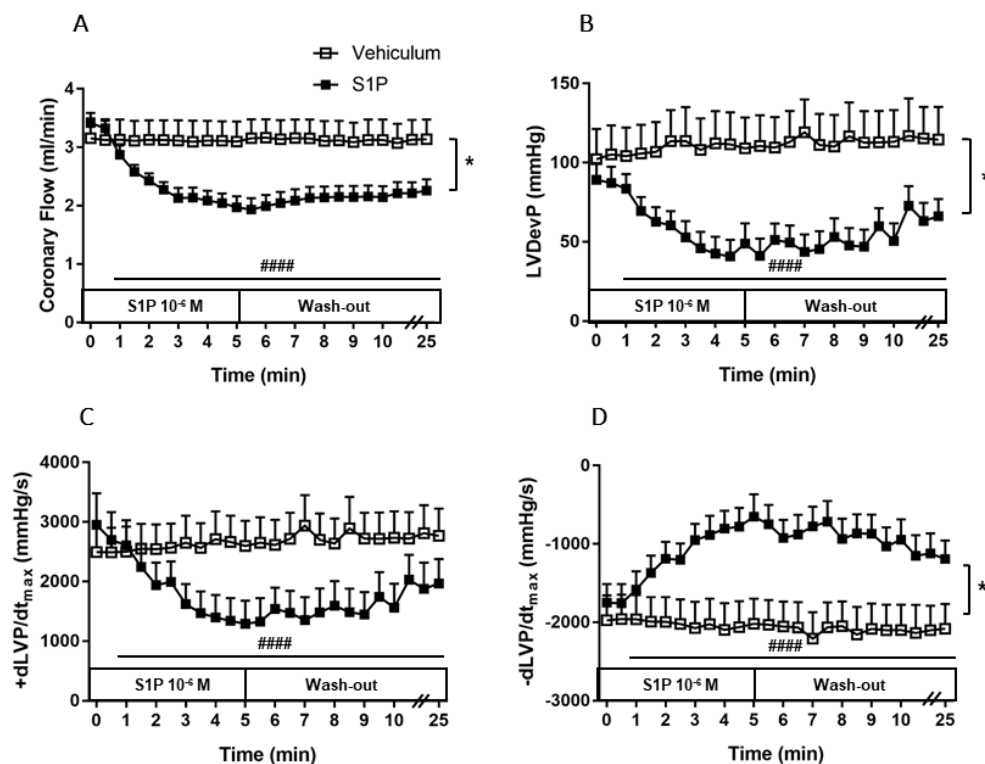 A
Vehiculum
S1P
Coronary Flow (ml/min)
4
3
2
1
0
*
####
S1P 10⁻⁶ M
Wash-out
0 1 2 3 4 5 6 7 8 9 10 25
Time (min)
B
LVDevP (mmHg)
150
100
50
0
*
####
S1P 10⁻⁶ M
Wash-out
0 1 2 3 4 5 6 7 8 9 10 25
Time (min)
C
+dLVP/dtmax (mmHg/s)
4000
3000
2000
1000
0
####
S1P 10⁻⁶ M
Wash-out
0 1 2 3 4 5 6 7 8 9 10 25
Time (min)
D
-dLVP/dtmax (mmHg/s)
0
-1000
-2000
-3000
*
####
S1P 10⁻⁶ M
Wash-out
0 1 2 3 4 5 6 7 8 9 10 25
Time (min)